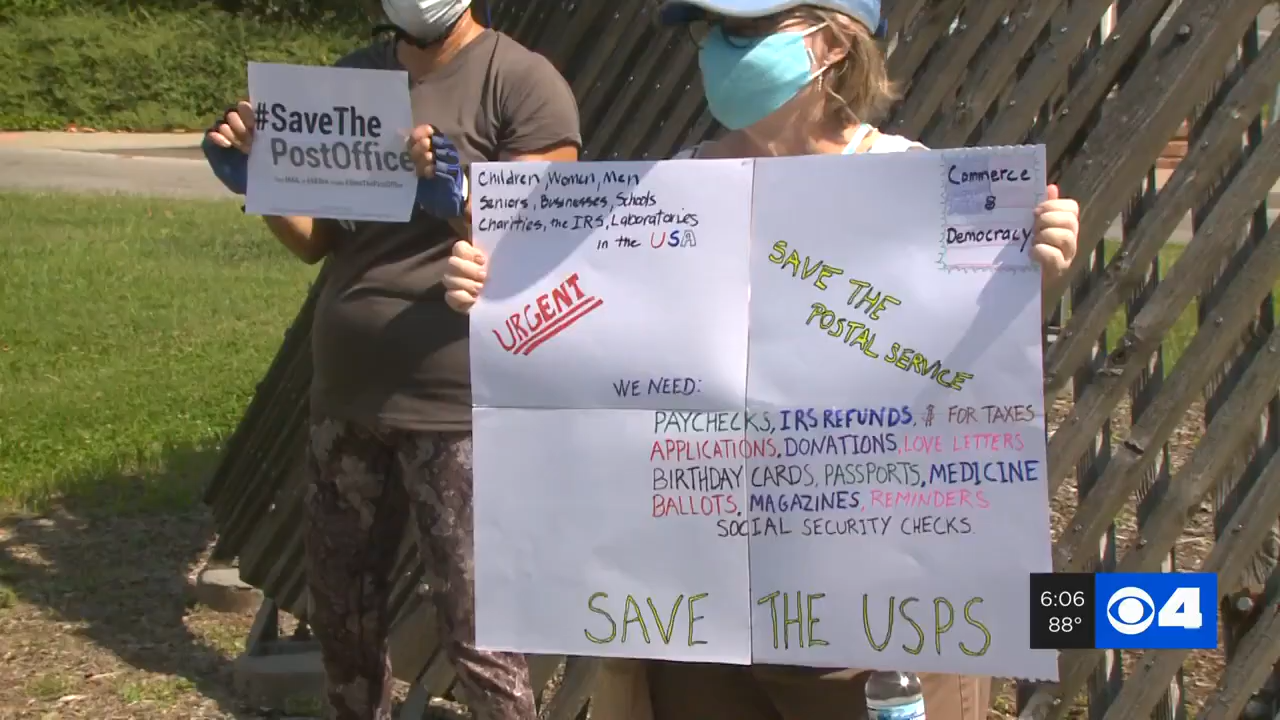 #SaveThe
PostOffice
Children, Women, Men
Seniors, Businesses, Schools
Charities, the IRS, Laboratories
in the USA
Commerce
&
Democracy
URGENT
SAVE THE
POSTAL SERVICE
WE NEED:
PAYCHECKS, IRS REFUNDS, $ FOR TAXES
APPLICATIONS, DONATIONS, LOVE LETTERS
BIRTHDAY CARDS, PASSPORTS, MEDICINE
BALLOTS, MAGAZINES, REMINDERS
SOCIAL SECURITY CHECKS
SAVE THE USPS
6:06
88°
4